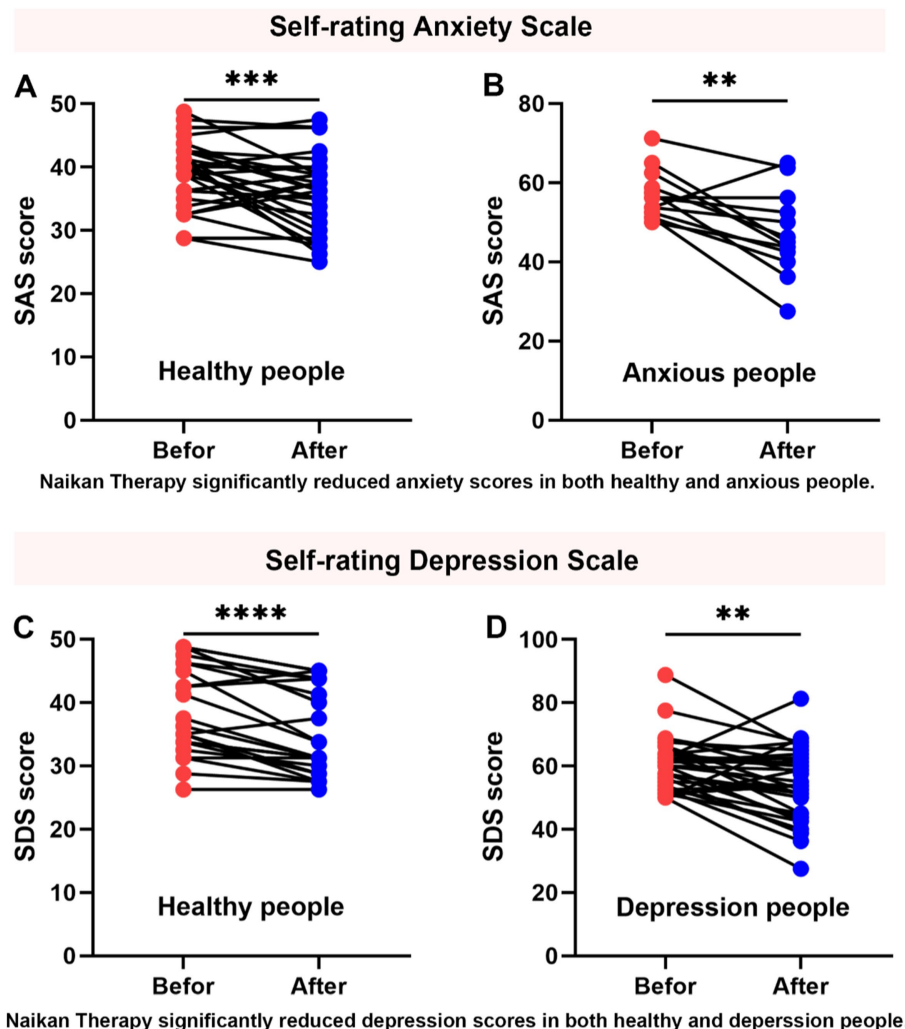 Self-rating Anxiety Scale
A
***
50
40
30
20
10
0
SAS score
Healthy people
Befor After
B
**
80
60
40
20
0
SAS score
Anxious people
Befor After
Naikan Therapy significantly reduced anxiety scores in both healthy and anxious people.
Self-rating Depression Scale
C
****
50
40
30
20
10
0
SDS score
Healthy people
Befor After
D
**
100
80
60
40
20
0
SDS score
Depression people
Befor After
Naikan Therapy significantly reduced depression scores in both healthy and deperssion people